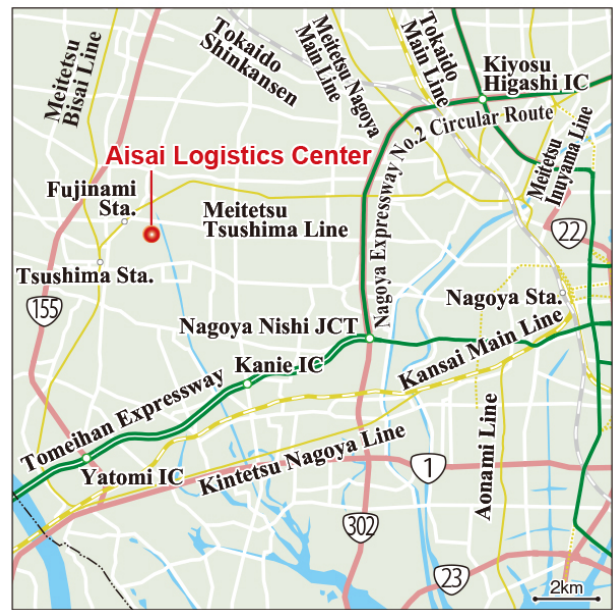 Meitetsu
Bisai Line
Tokaido
Shinkansen
Meitetsu Nagoya
Main Line
Tokaido
Main Line
Kiyosu
Higashi IC
Aisai Logistics Center
Fujinami
Sta.
Meitetsu
Tsushima Line
Nagoya Expressway No.2 Circular Route
Meitetsu
Inuyama Line
22
Tsushima Sta.
155
Nagoya Sta.
Nagoya Nishi JCT
Kanie IC
Kansai Main Line
Tomeihan Expressway
Yatomi IC
Kintetsu Nagoya Line
1
Aonami Line
302
23
2km